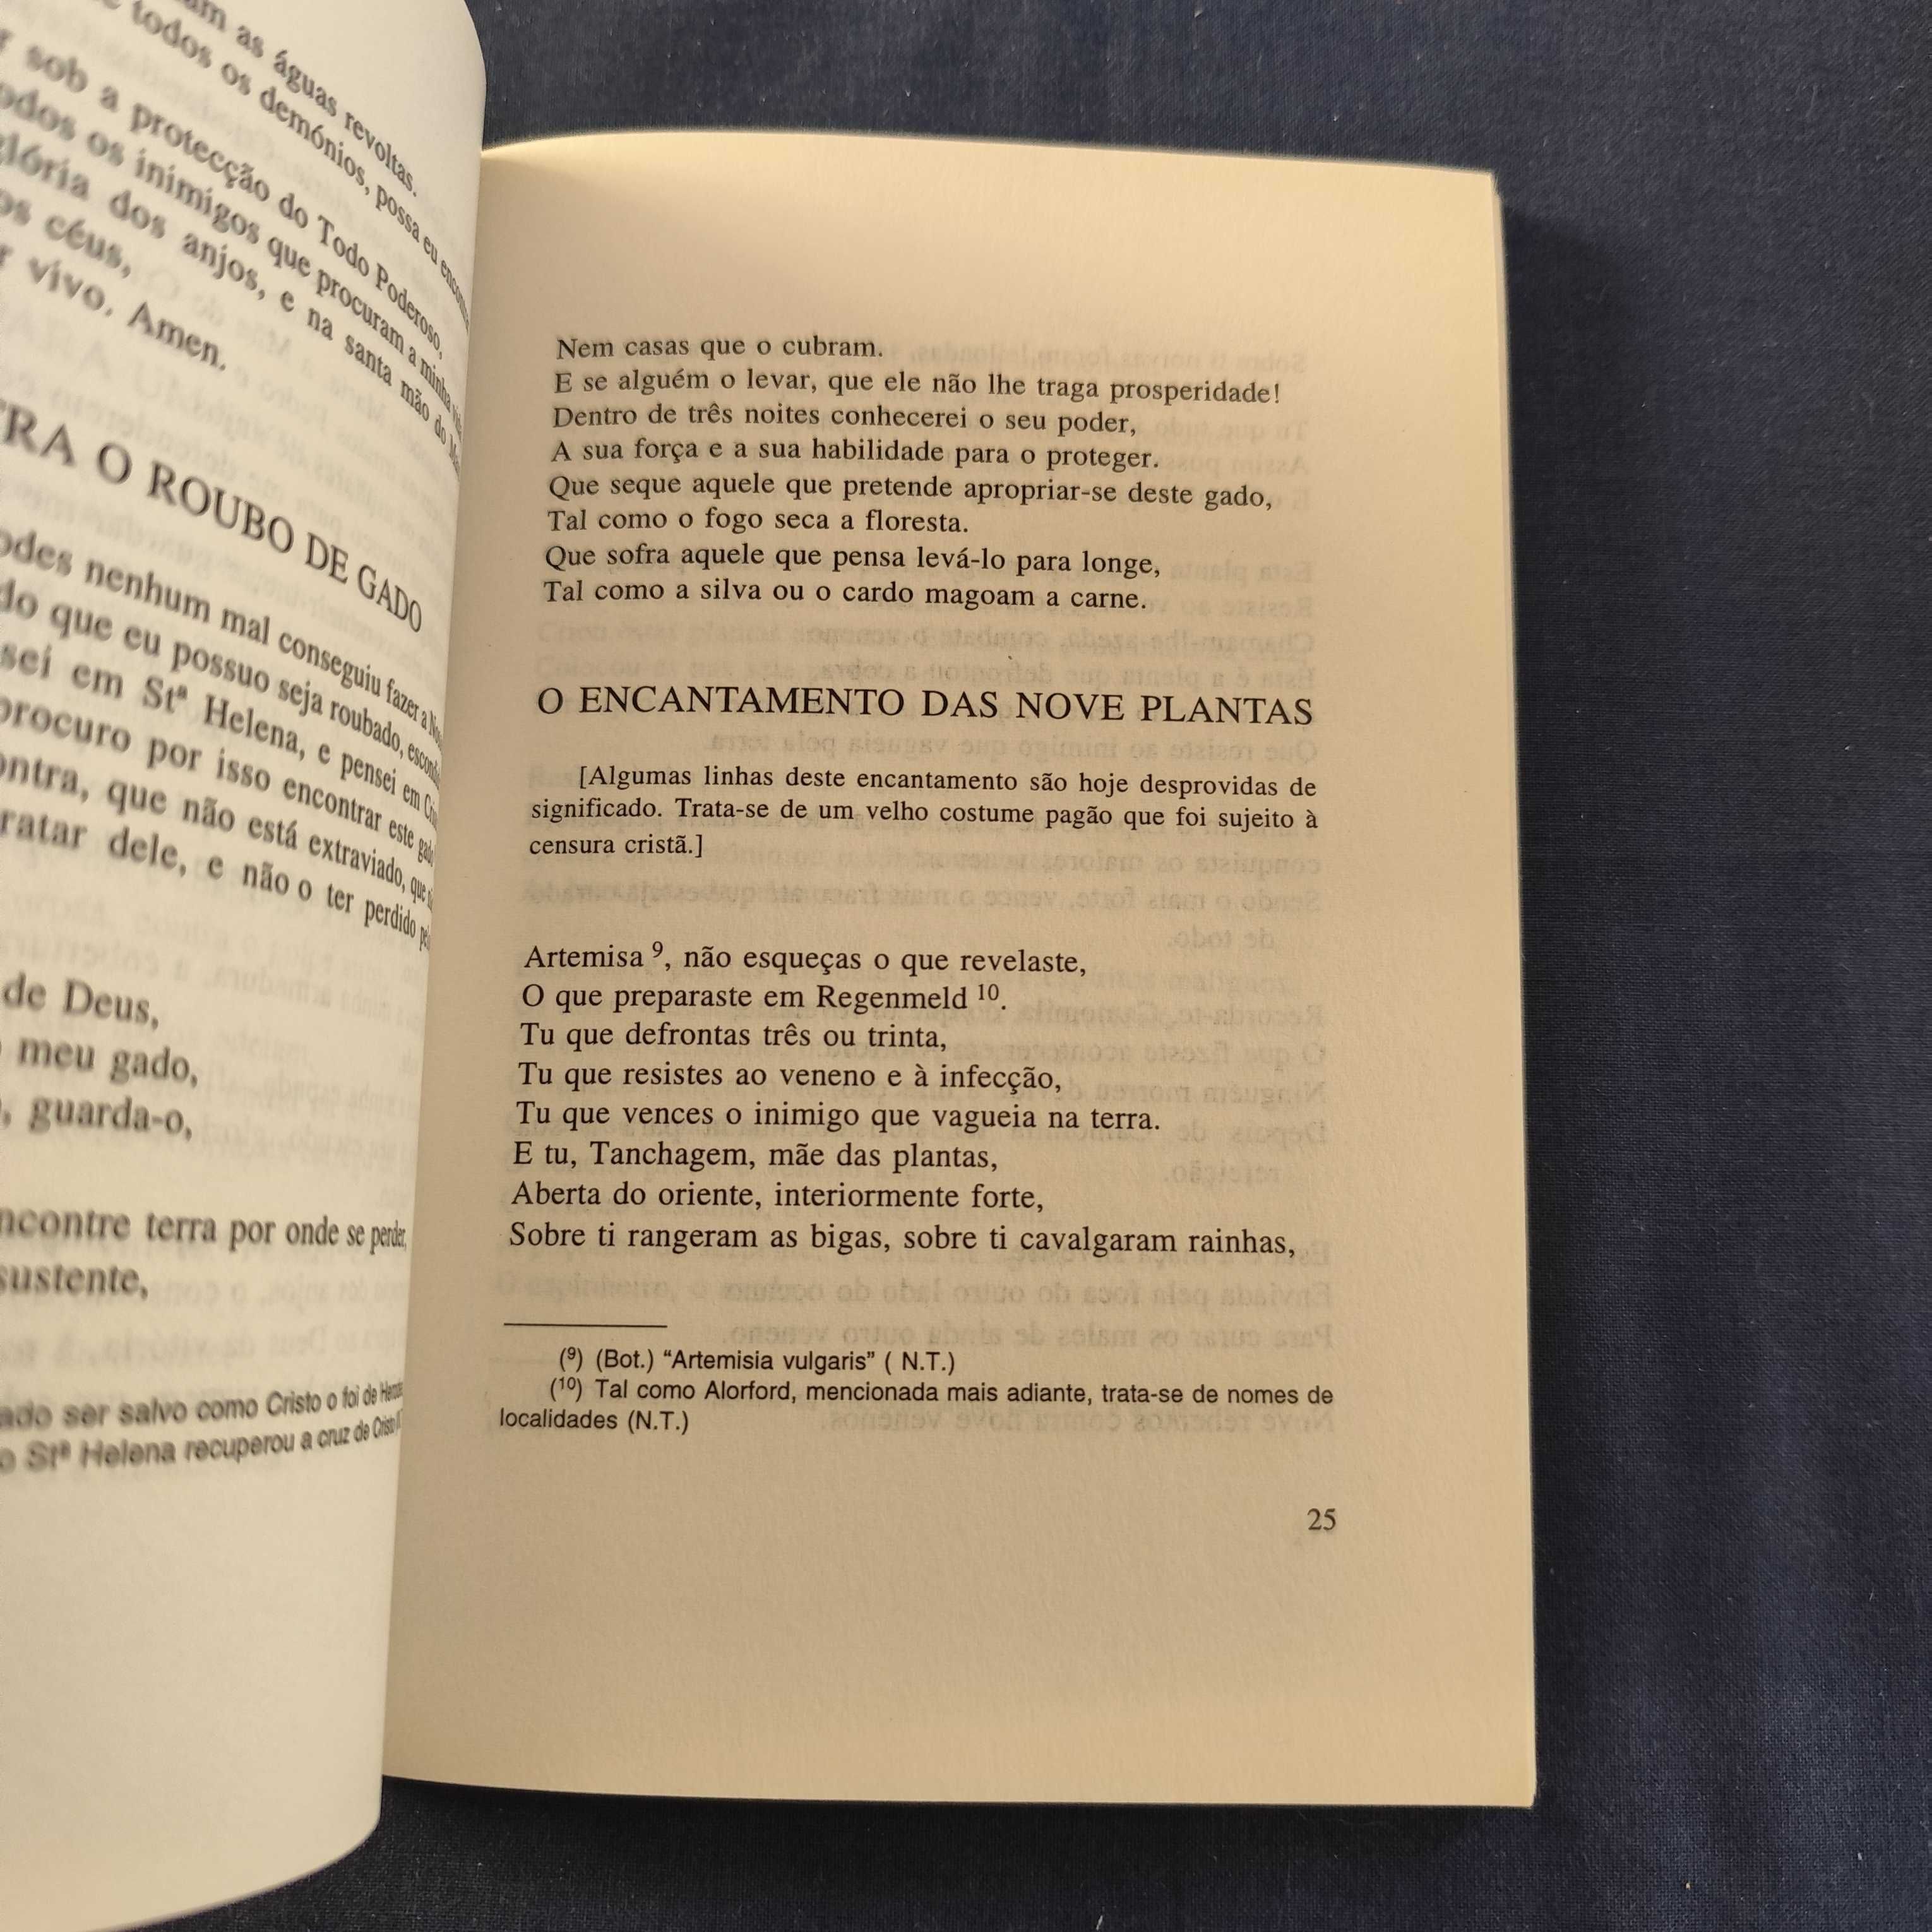 as águas revoltas.
todos os demónios, possa eu
sob a protecção do Todo Poderoso,
os inimigos que procuram a minha
dos anjos, e na santa mão do
céus,
vivo. Amen.
O ROUBO DE GADO
nenhum mal conseguiu fazer a
que eu possuo seja roubado,
em Stª Helena, e pensei em
procuro por isso encontrar este
que não está extraviado, que
dele, e não o ter perdido
de Deus,
meu gado,
guarda-o,
terra por onde se perder,
sustente,
ser salvo como Cristo o foi de
Stª Helena recuperou a cruz de Cristo
Nem casas que o cubram.
E se alguém o levar, que ele não lhe traga prosperidade!
Dentro de três noites conhecerei o seu poder,
A sua força e a sua habilidade para o proteger.
Que seque aquele que pretende apropriar-se deste gado,
Tal como o fogo seca a floresta.
Que sofra aquele que pensa levá-lo para longe,
Tal como a silva ou o cardo magoam a carne.
O ENCANTAMENTO DAS NOVE PLANTAS
[Algumas linhas deste encantamento são hoje desprovidas de
significado. Trata-se de um velho costume pagão que foi sujeito à
censura cristã.]
Artemisa ⁹, não esqueças o que revelaste,
O que preparaste em Regenmeld ¹⁰.
Tu que defrontas três ou trinta,
Tu que resistes ao veneno e à infecção,
Tu que vences o inimigo que vagueia na terra.
E tu, Tanchagem, mãe das plantas,
Aberta do oriente, interiormente forte,
Sobre ti rangeram as bigas, sobre ti cavalgaram rainhas,
(⁹) (Bot.) “Artemisia vulgaris” ( N.T.)
(¹⁰) Tal como Alorford, mencionada mais adiante, trata-se de nomes de
localidades (N.T.)
25